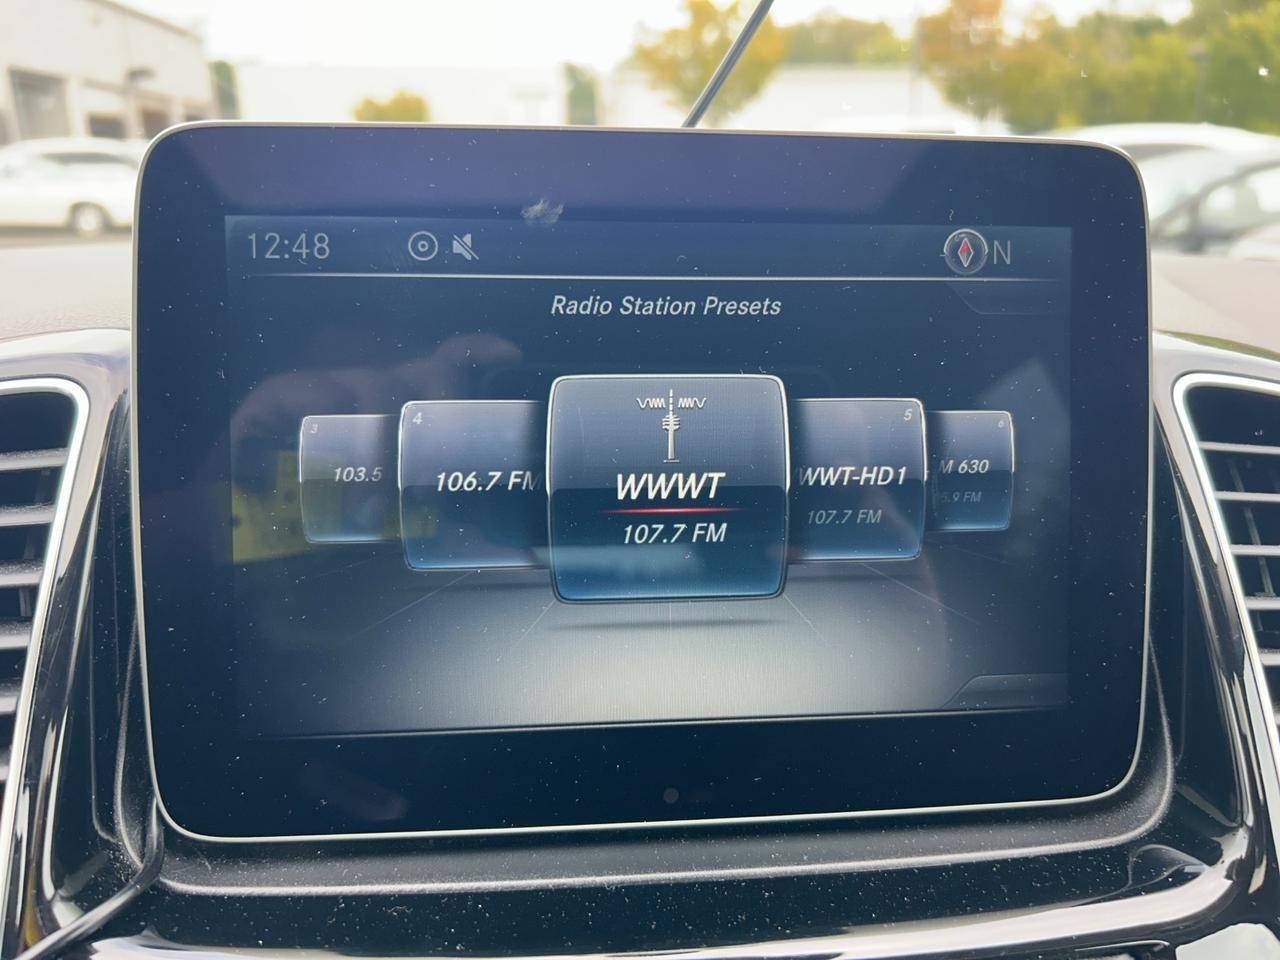 12:48
N
Radio Station Presets
3
103.5
4
106.7 FM
WWWT
107.7 FM
5
WWT-HD1
107.7 FM
6
M 630
5.9 FM